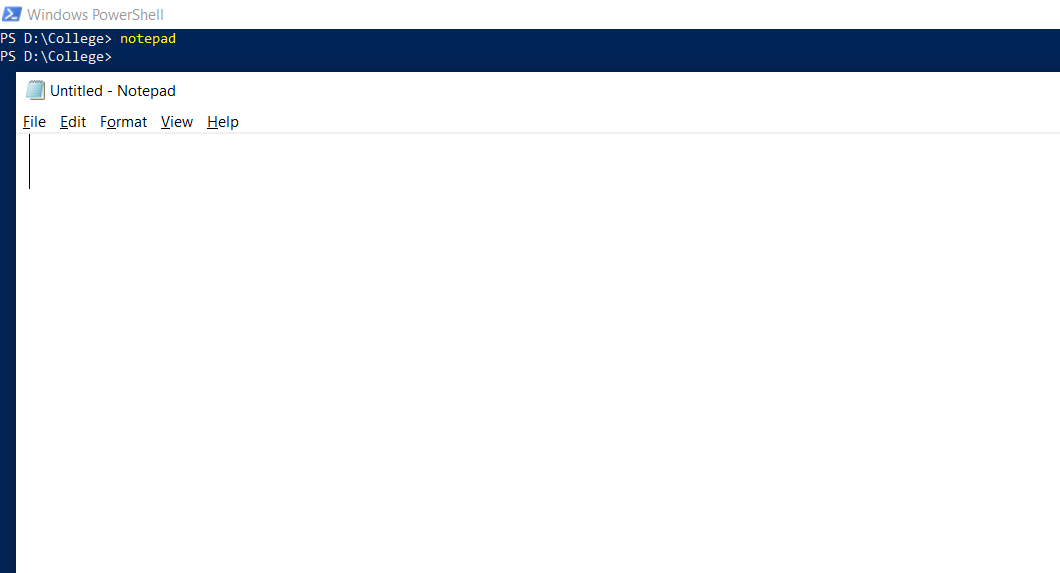 Windows PowerShell
PS D:\College> notepad
PS D:\College>
Untitled - Notepad
File Edit Format View Help